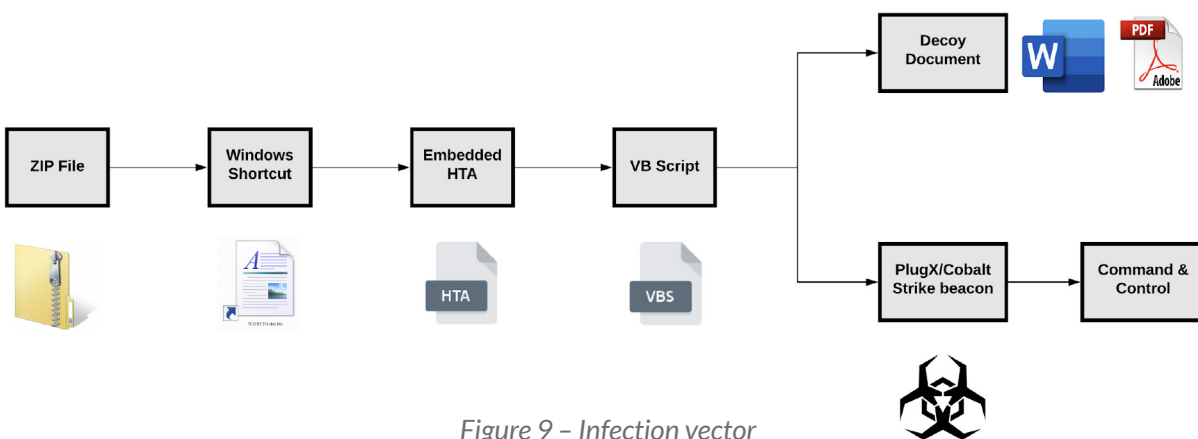 ZIP File
Windows
Shortcut
Embedded
HTA
VB Script
Decoy
Document
W
PDF
Adobe
PlugX/Cobalt
Strike beacon
Command &
Control
A
HTA
VBS
Figure 9 – Infection vector